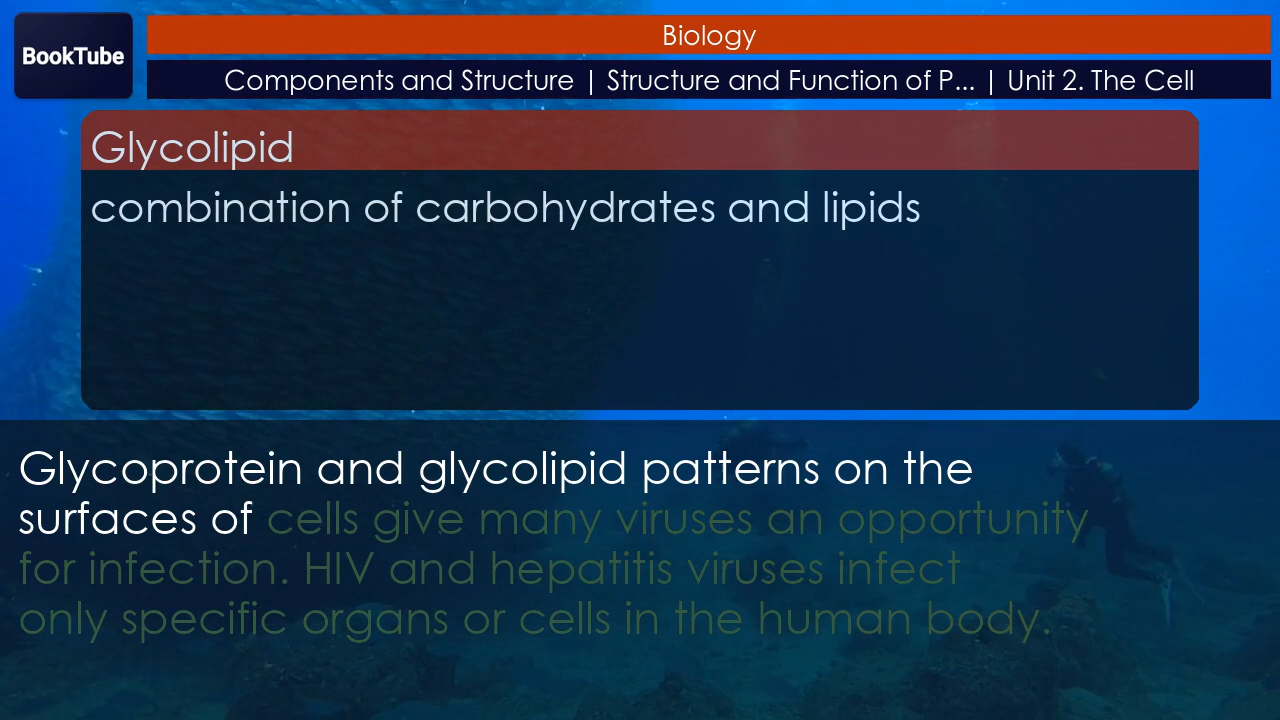 BookTube
Biology
Components and Structure | Structure and Function of P... | Unit 2. The Cell
Glycolipid
combination of carbohydrates and lipids
Glycoprotein and glycolipid patterns on the
surfaces of cells give many viruses an opportunity
for infection. HIV and hepatitis viruses infect
only specific organs or cells in the human body.